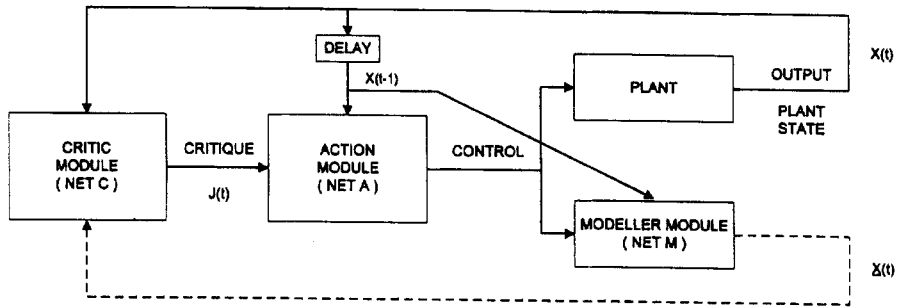 DELAY
X(t-1)
X(t)
PLANT
OUTPUT
PLANT
STATE
CRITIC
MODULE
( NET C )
CRITIQUE
J(t)
ACTION
MODULE
( NET A )
CONTROL
MODELLER MODULE
( NET M )
X(t)